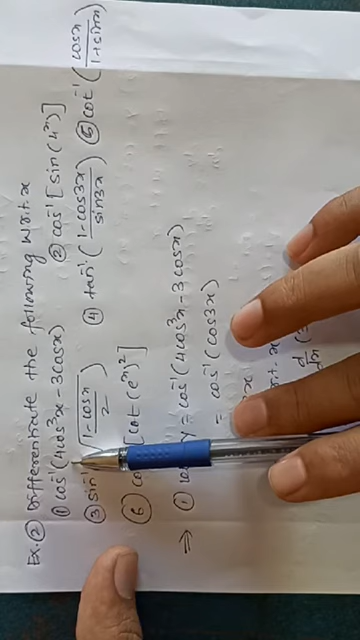 Ex. ② Differentiate the following w.r.t. x
① cos⁻¹(4cos³x - 3cosx) ② cos⁻¹[sin(4ˣ)]
③ sin⁻¹ √(1-cosx / 2) ④ tan⁻¹(1-cos3x / sin3x) ⑤ cot⁻¹(cosx / 1+sinx)
⑥ [cot(eˣ)²]
⇒ ① y = cos⁻¹(4cos³x - 3cosx)
= cos⁻¹(cos3x)